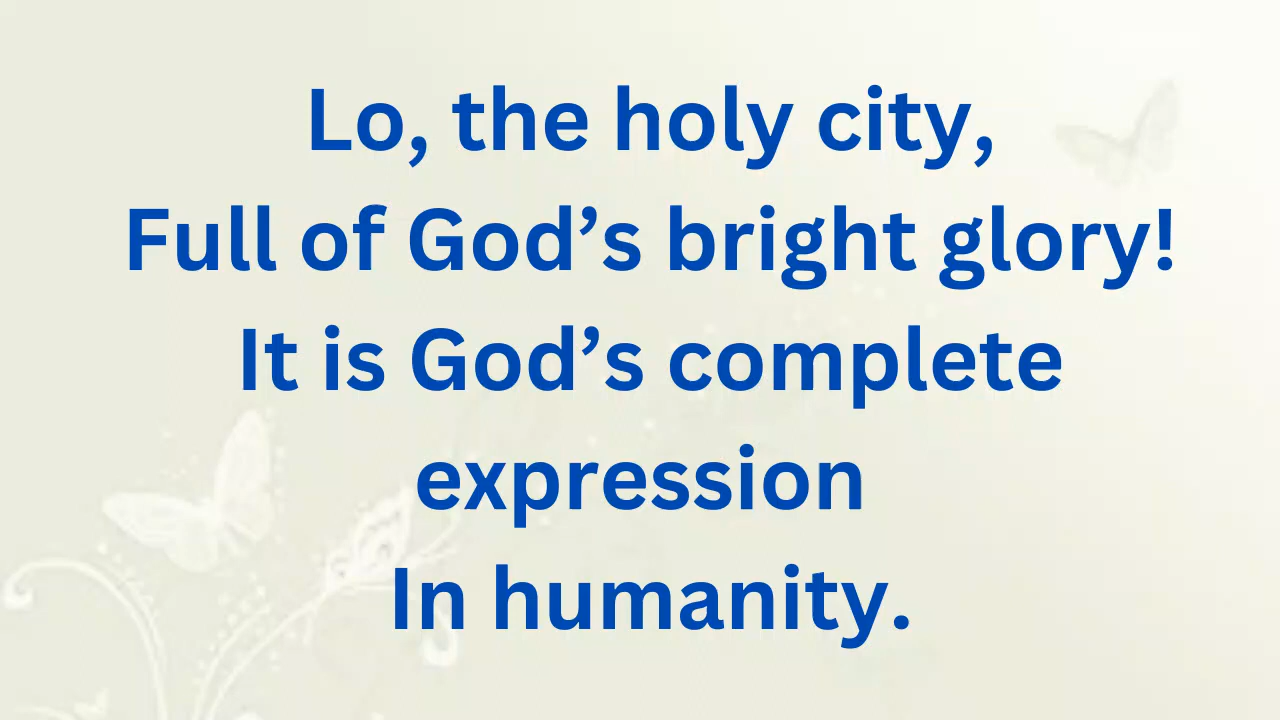 Lo, the holy city,
Full of God’s bright glory!
It is God’s complete
expression
In humanity.